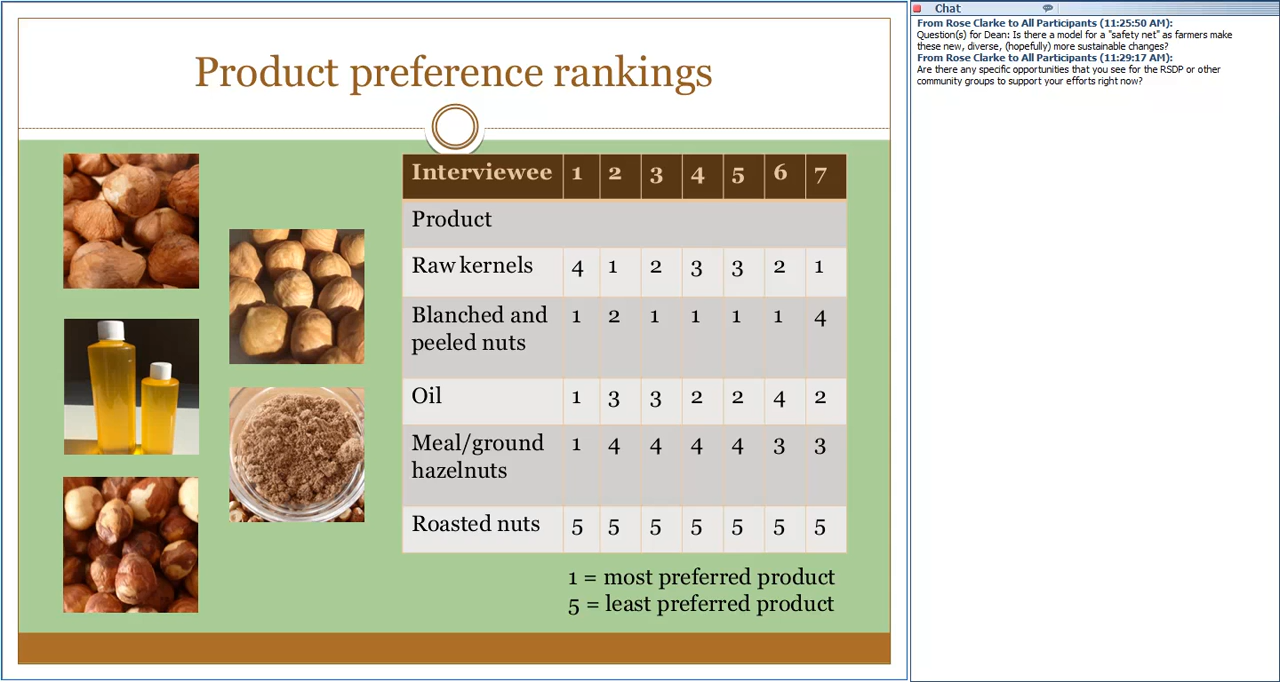 Product preference rankings
Interviewee 1 2 3 4 5 6 7
Product
Raw kernels 4 1 2 3 3 2 1
Blanched and
peeled nuts 1 2 1 1 1 1 4
Oil 1 3 3 2 2 4 2
Meal/ground
hazelnuts 1 4 4 4 4 3 3
Roasted nuts 5 5 5 5 5 5 5
1 = most preferred product
5 = least preferred product
Chat
From Rose Clarke to All Participants (11:25:50 AM):
Question(s) for Dean: Is there a model for a "safety net" as farmers make
these new, diverse, (hopefully) more sustainable changes?
From Rose Clarke to All Participants (11:29:17 AM):
Are there any specific opportunities that you see for the RSDP or other
community groups to support your efforts right now?